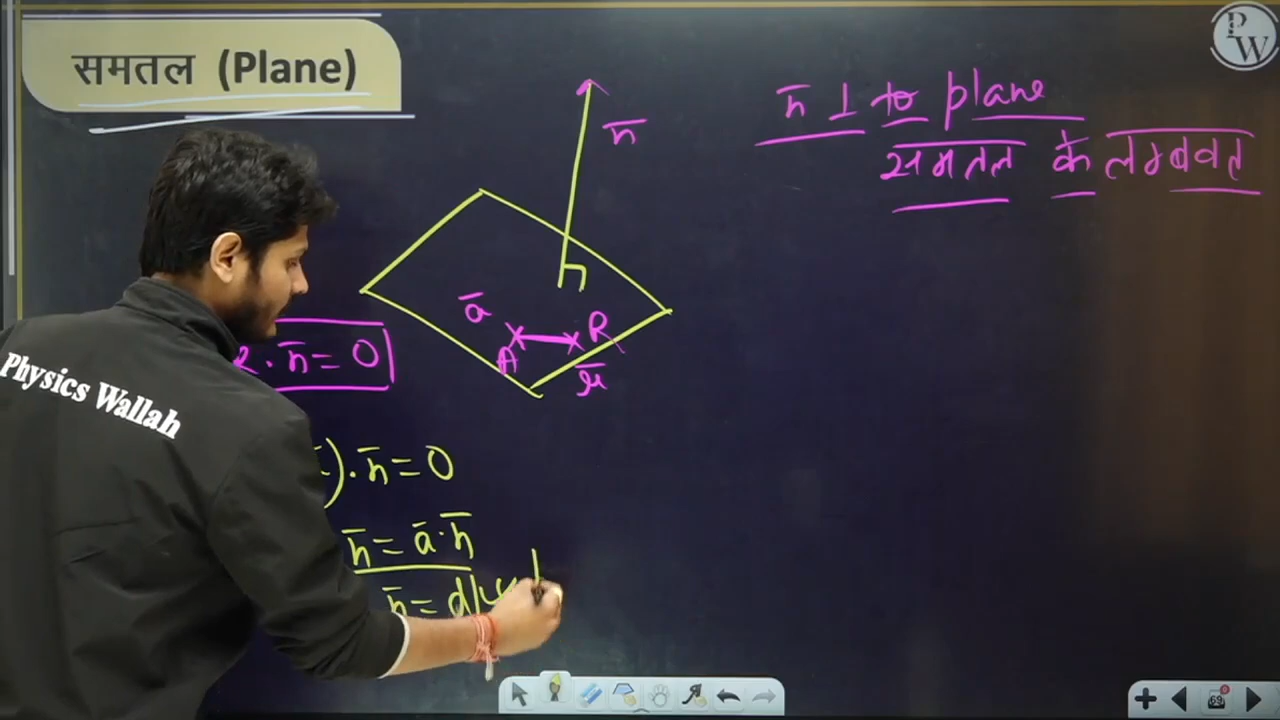 समतल (Plane)
PW
n̄ ⊥ to plane
समतल के लम्बवत
n̄
ā
A
R
r̄
· n̄ = 0
Physics Wallah
) · n̄ = 0
n̄ = ā · n̄
n̄ = d